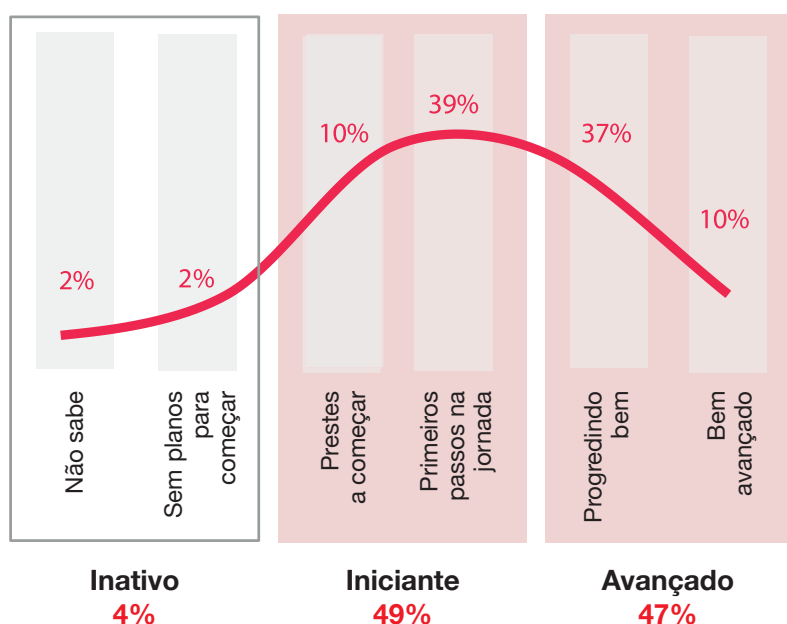 2%
2%
10%
39%
37%
10%
Não sabe
Sem planos
para
começar
Prestes
a começar
Primeiros
passos na
jornada
Progredindo
bem
Bem
avançado
Inativo
4%
Iniciante
49%
Avançado
47%